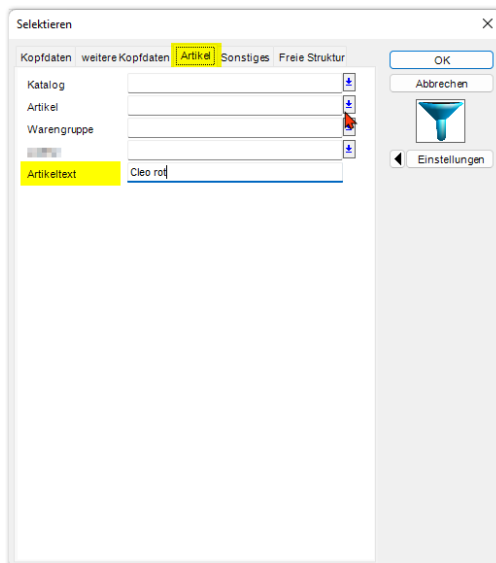 Selektieren
Kopfdaten weitere Kopfdaten Artikel Sonstiges Freie Struktur
OK
Abbrechen
Einstellungen
Katalog
Artikel
Warengruppe
Artikeltext Cleo rot